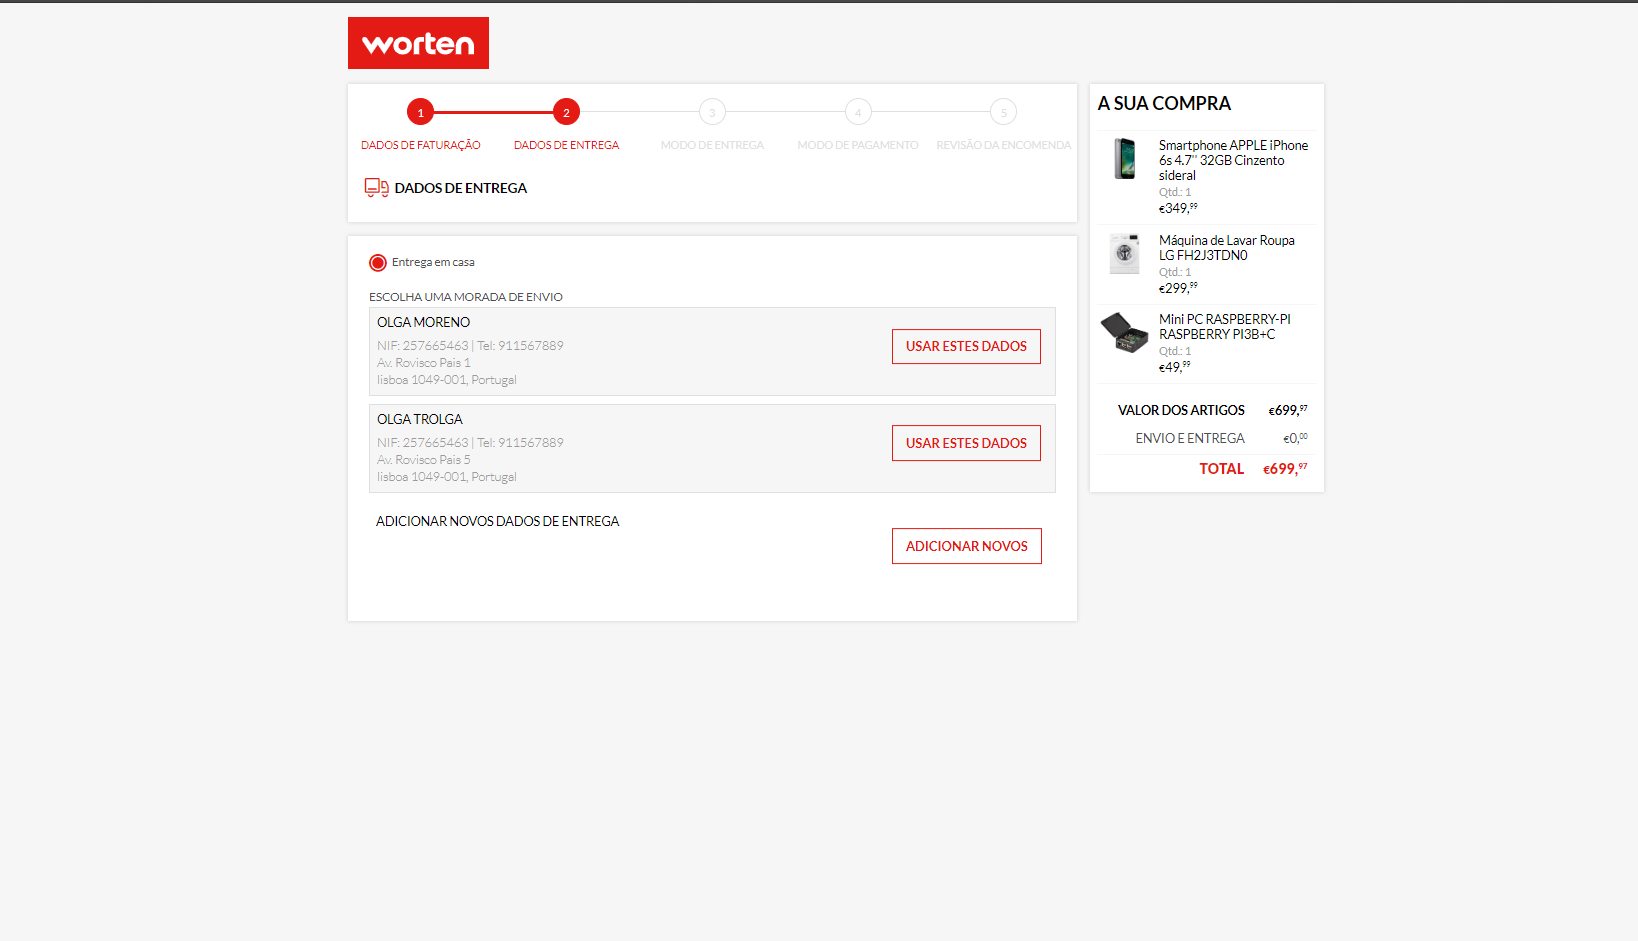 worten
1
2
3
4
5
DADOS DE FATURAÇÃO
DADOS DE ENTREGA
MODO DE ENTREGA
MODO DE PAGAMENTO
REVISÃO DA ENCOMENDA
DADOS DE ENTREGA
Entrega em casa
ESCOLHA UMA MORADA DE ENVIO
OLGA MORENO
NIF: 257665463 | Tel: 911567889
Av. Rovisco Pais 1
lisboa 1049-001, Portugal
USAR ESTES DADOS
OLGA TROLGA
NIF: 257665463 | Tel: 911567889
Av. Rovisco Pais 5
lisboa 1049-001, Portugal
USAR ESTES DADOS
ADICIONAR NOVOS DADOS DE ENTREGA
ADICIONAR NOVOS
A SUA COMPRA
Smartphone APPLE iPhone
6s 4.7'' 32GB Cinzento
sideral
Qtd.: 1
€349,99
Máquina de Lavar Roupa
LG FH2J3TDN0
Qtd.: 1
€299,99
Mini PC RASPBERRY-PI
RASPBERRY PI3B+C
Qtd.: 1
€49,99
VALOR DOS ARTIGOS €699,97
ENVIO E ENTREGA €0,00
TOTAL €699,97